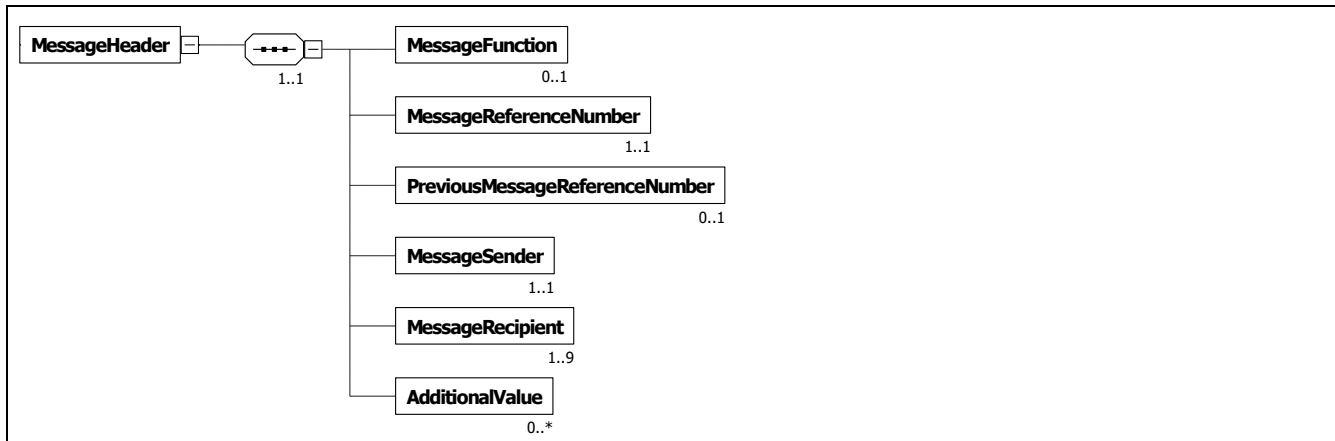 MessageHeader
1..1
MessageFunction
0..1
MessageReferenceNumber
1..1
PreviousMessageReferenceNumber
0..1
MessageSender
1..1
MessageRecipient
1..9
AdditionalValue
0..*